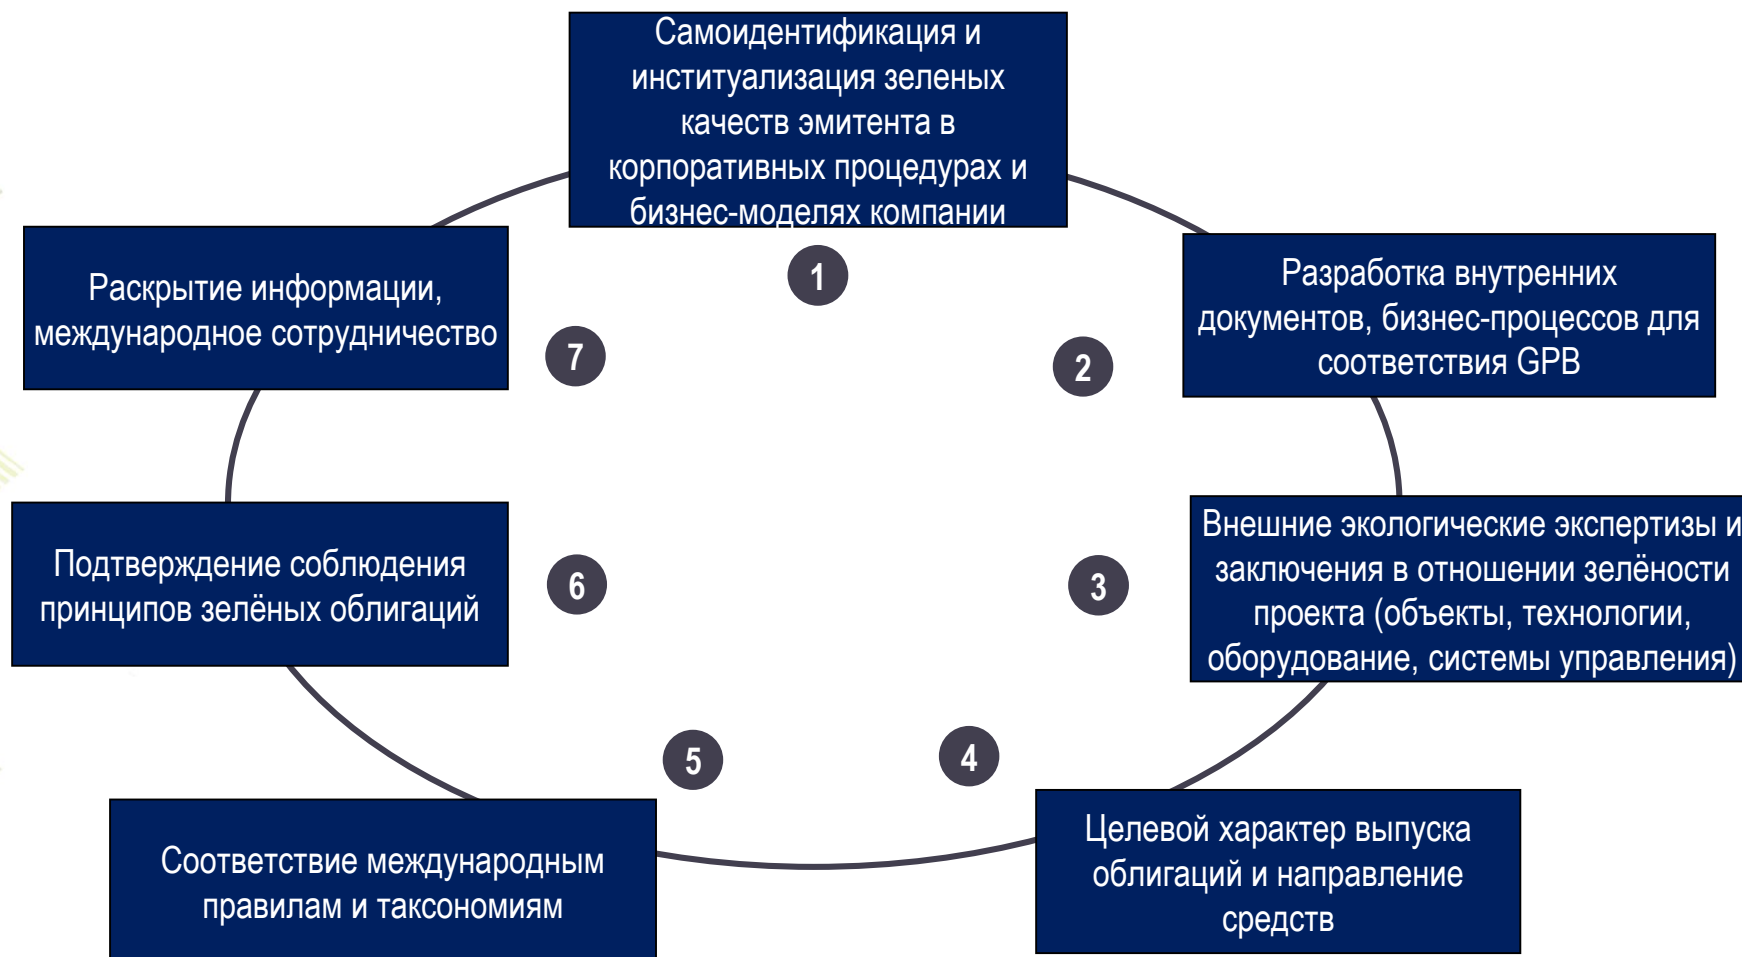 Самоидентификация и
институализация зеленых
качеств эмитента в
корпоративных процедурах и
бизнес-моделях компании
1
Разработка внутренних
документов, бизнес-процессов для
соответствия GPB
2
Внешние экологические экспертизы и
заключения в отношении зелёности
проекта (объекты, технологии,
оборудование, системы управления)
3
Целевой характер выпуска
облигаций и направление
средств
4
Соответствие международным
правилам и таксономиям
5
Подтверждение соблюдения
принципов зелёных облигаций
6
Раскрытие информации,
международное сотрудничество
7